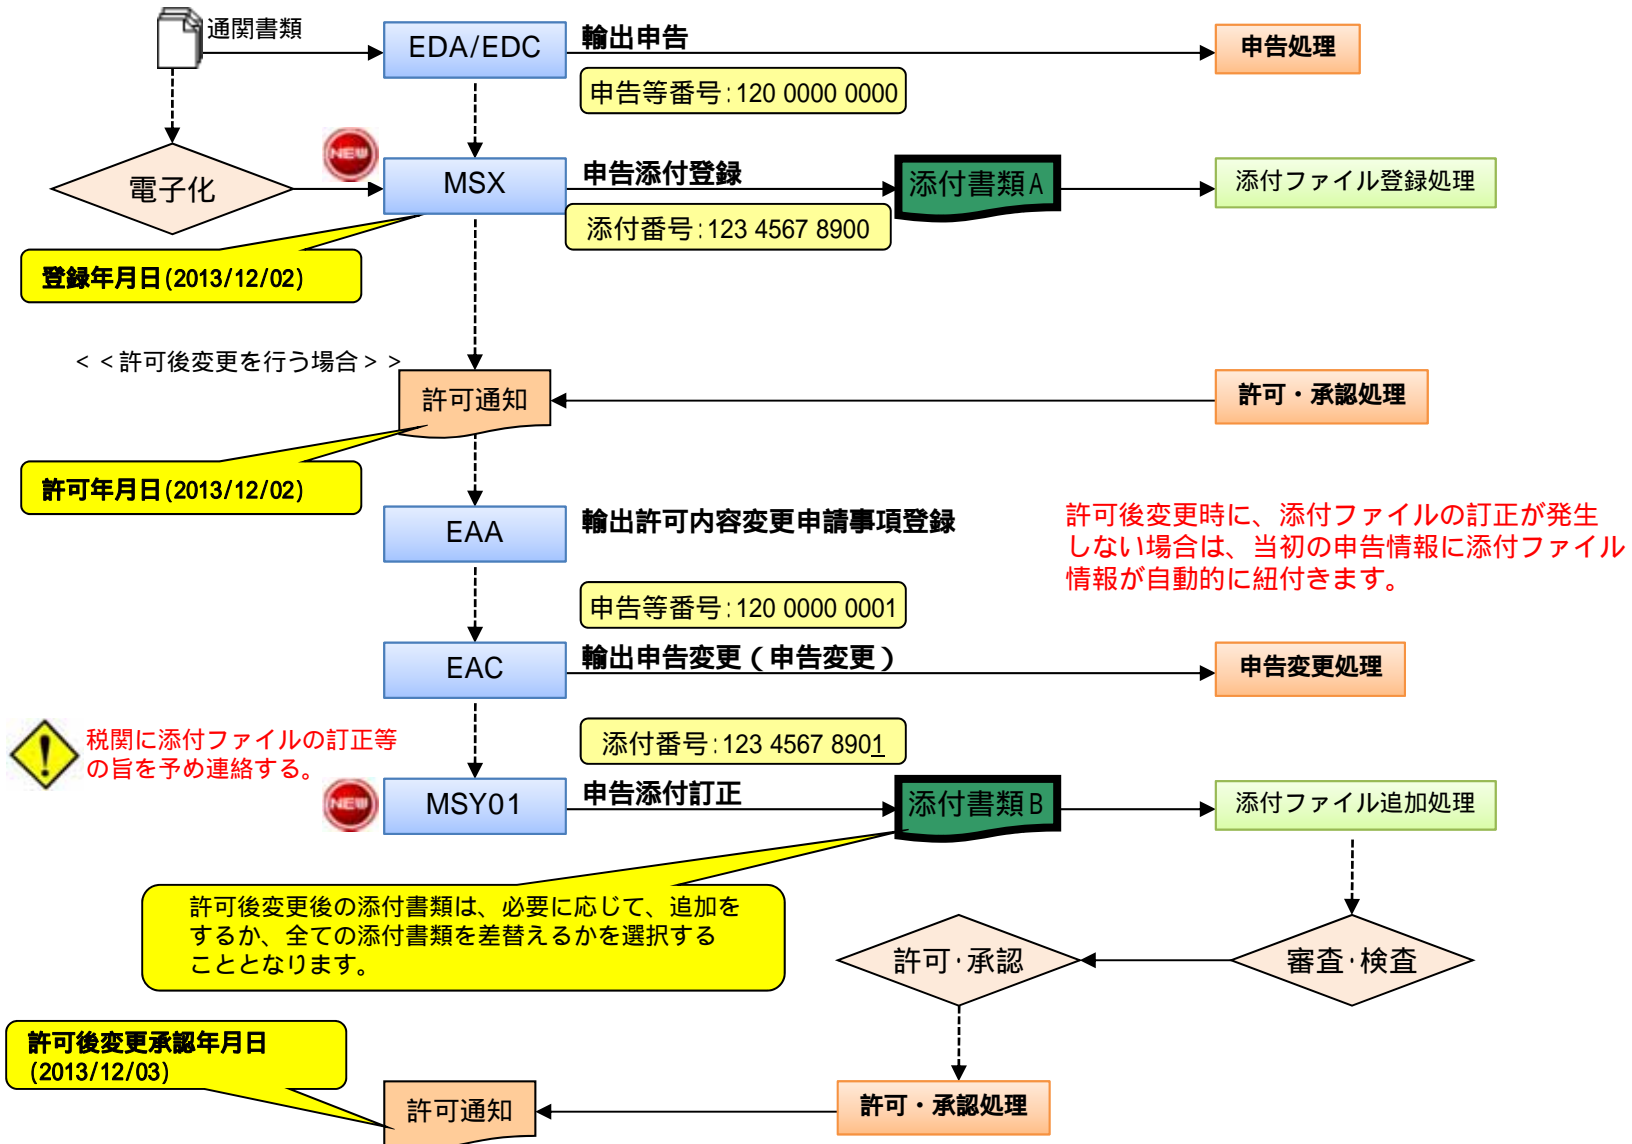 通関書類
EDA/EDC
輸出申告
申告処理
申告等番号:120 0000 0000
NEW
電子化
MSX
申告添付登録
添付書類A
添付ファイル登録処理
添付番号:123 4567 8900
登録年月日(2013/12/02)
<<許可後変更を行う場合>>
許可通知
許可・承認処理
許可年月日(2013/12/02)
EAA
輸出許可内容変更申請事項登録
許可後変更時に、添付ファイルの訂正が発生
しない場合は、当初の申告情報に添付ファイル
情報が自動的に紐付きます。
申告等番号:120 0000 0001
EAC
輸出申告変更(申告変更)
申告変更処理
税関に添付ファイルの訂正等
の旨を予め連絡する。
添付番号:123 4567 8901
NEW
MSY01
申告添付訂正
添付書類B
添付ファイル追加処理
許可後変更後の添付書類は、必要に応じて、追加を
するか、全ての添付書類を差替えるかを選択する
こととなります。
許可・承認
審査・検査
許可後変更承認年月日
(2013/12/03)
許可通知
許可・承認処理